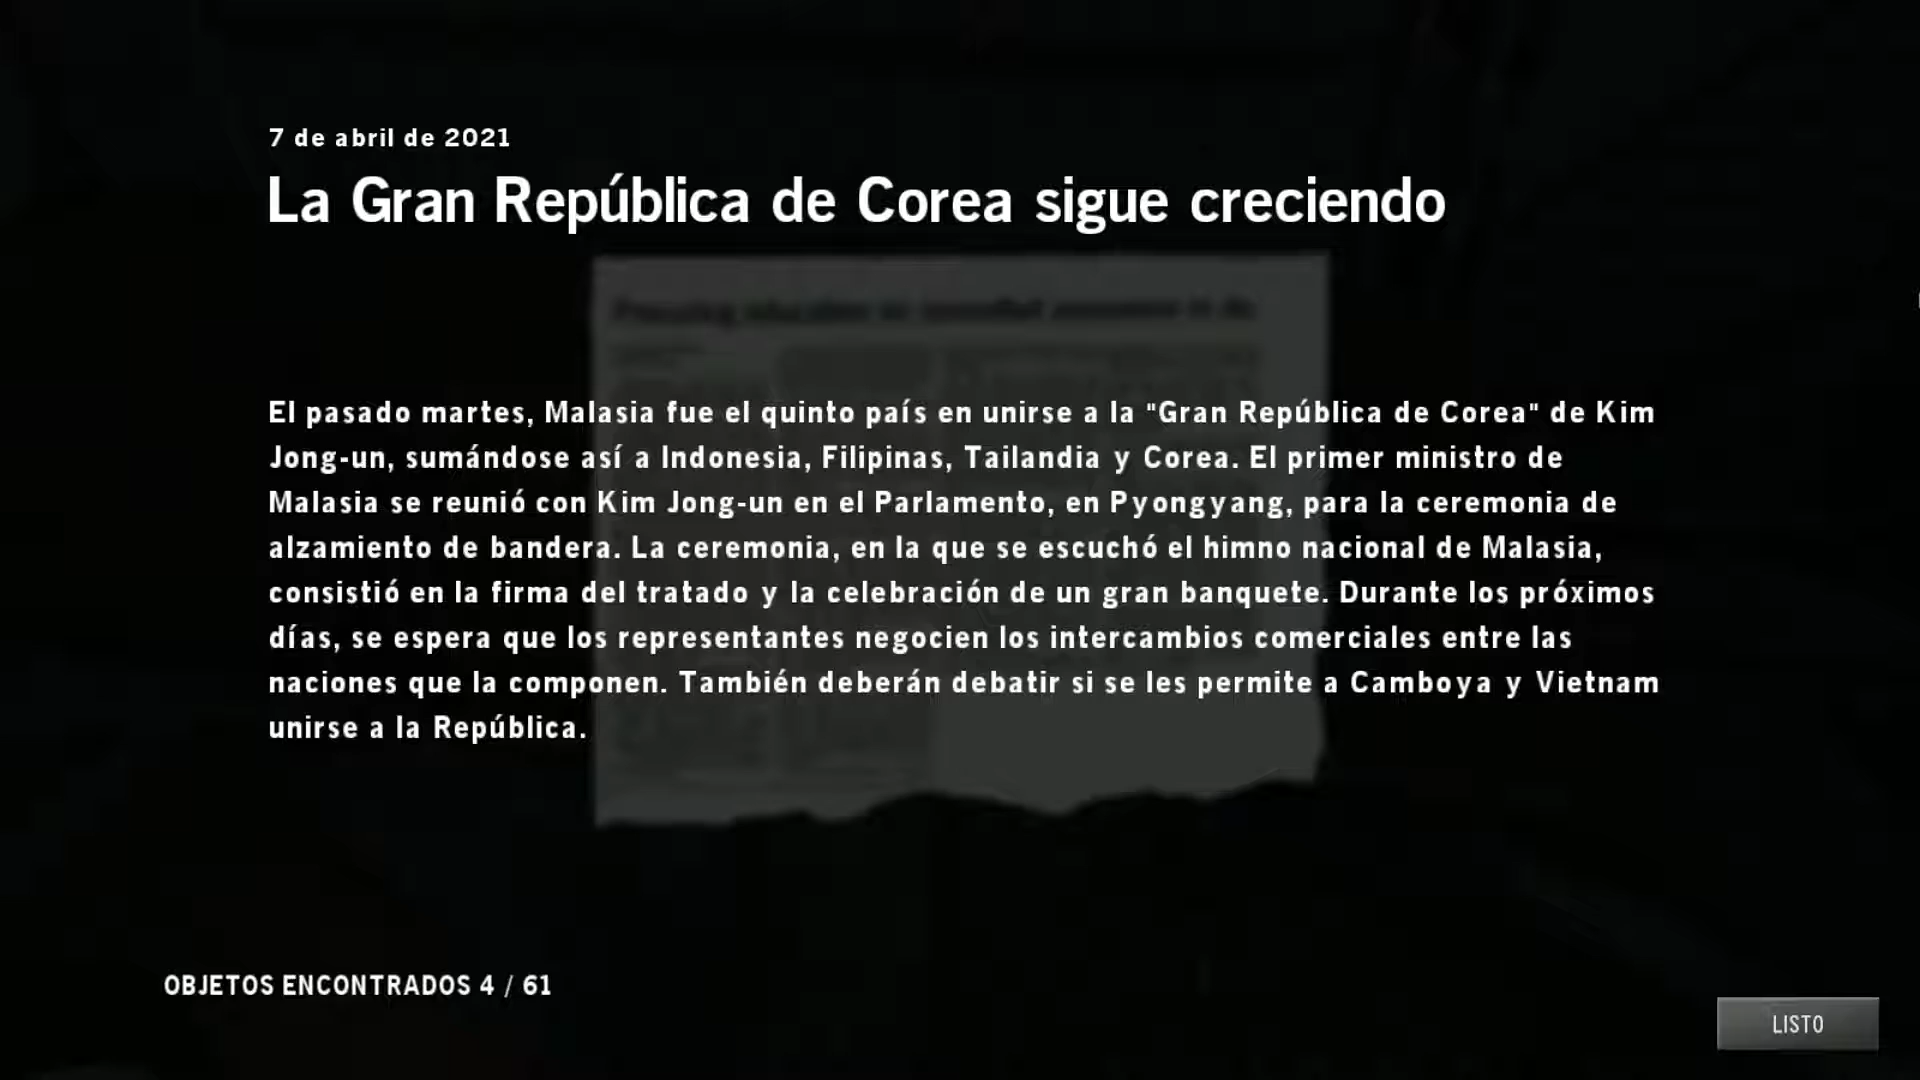 7 de abril de 2021
La Gran República de Corea sigue creciendo
El pasado martes, Malasia fue el quinto país en unirse a la "Gran República de Corea" de Kim
Jong-un, sumándose así a Indonesia, Filipinas, Tailandia y Corea. El primer ministro de
Malasia se reunió con Kim Jong-un en el Parlamento, en Pyongyang, para la ceremonia de
alzamiento de bandera. La ceremonia, en la que se escuchó el himno nacional de Malasia,
consistió en la firma del tratado y la celebración de un gran banquete. Durante los próximos
días, se espera que los representantes negocien los intercambios comerciales entre las
naciones que la componen. También deberán debatir si se les permite a Camboya y Vietnam
unirse a la República.
OBJETOS ENCONTRADOS 4 / 61
LISTO